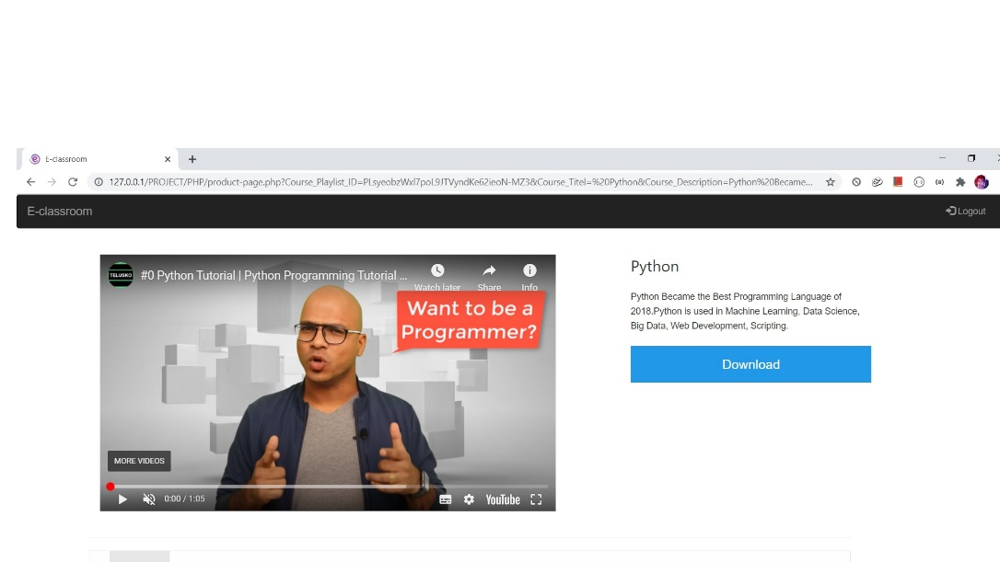 E-classroom
127.0.0.1/PROJECT/PHP/product-page.php?Course_Playlist_ID=PLsyeobzWxl7poL9JTVyndKe62ieoN-MZ3&Course_Titel=%20Python&Course_Description=Python%20Became...
E-classroom
Logout
TELUSKO
#0 Python Tutorial | Python Programming Tutorial ...
Watch later
Share
Info
Want to be a
Programmer?
MORE VIDEOS
0:00 / 1:05
YouTube
Python
Python Became the Best Programming Language of
2018.Python is used in Machine Learning, Data Science,
Big Data, Web Development, Scripting.
Download